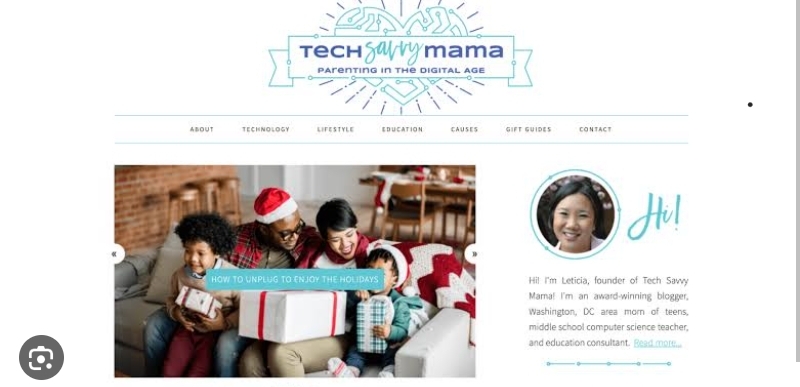 TECH savvy mama
PARENTING IN THE DIGITAL AGE
ABOUT TECHNOLOGY LIFESTYLE EDUCATION CAUSES GIFT GUIDES CONTACT
« »
HOW TO UNPLUG TO ENJOY THE HOLIDAYS
Hi!
Hi! I'm Leticia, founder of Tech Savvy
Mama! I'm an award-winning blogger,
Washington, DC area mom of teens,
middle school computer science teacher,
and education consultant. Read more...